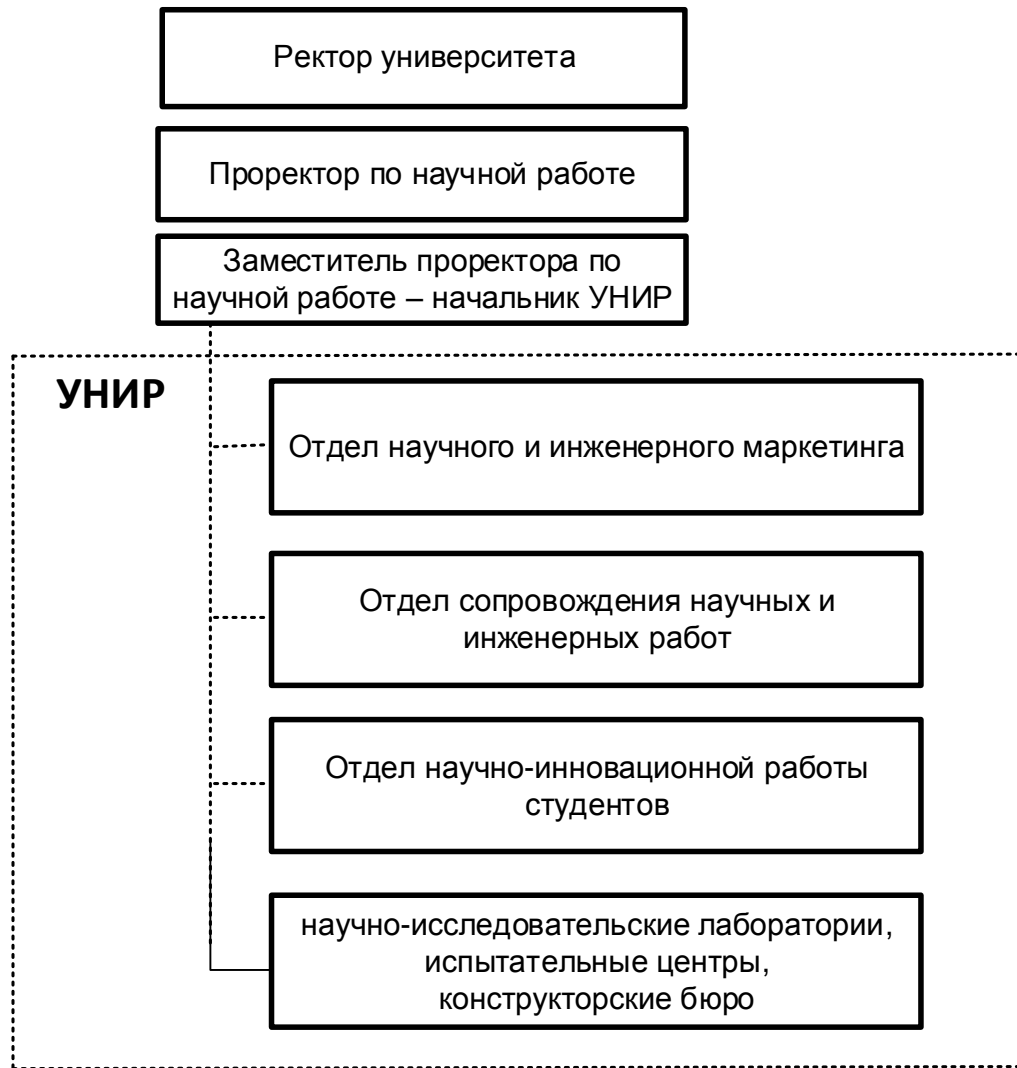 Ректор университета
Проректор по научной работе
Заместитель проректора по
научной работе – начальник УНИР
УНИР
Отдел научного и инженерного маркетинга
Отдел сопровождения научных и
инженерных работ
Отдел научно-инновационной работы
студентов
научно-исследовательские лаборатории,
испытательные центры,
конструкторские бюро